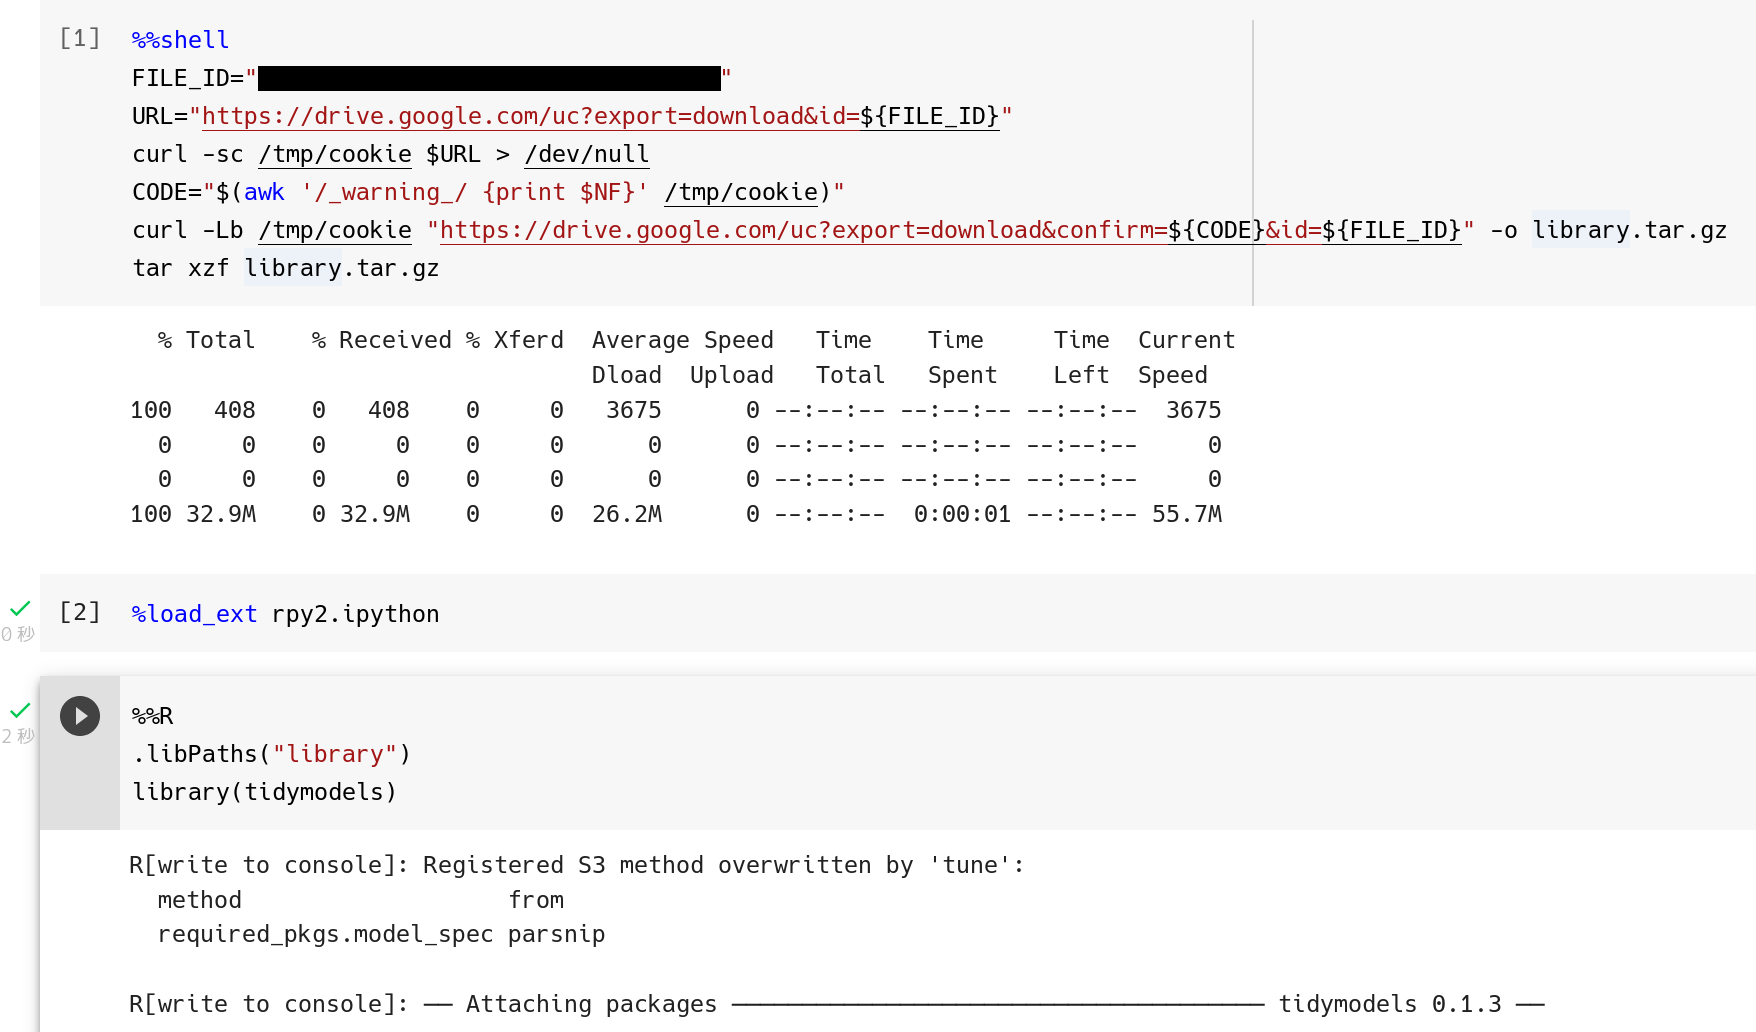 [1] %%shell
FILE_ID=""
URL="https://drive.google.com/uc?export=download&id=${FILE_ID}"
curl -sc /tmp/cookie $URL > /dev/null
CODE="$(awk '/_warning_/ {print $NF}' /tmp/cookie)"
curl -Lb /tmp/cookie "https://drive.google.com/uc?export=download&confirm=${CODE}&id=${FILE_ID}" -o library.tar.gz
tar xzf library.tar.gz
% Total    % Received % Xferd  Average Speed   Time    Time     Time  Current
Dload  Upload   Total   Spent    Left  Speed
100   408    0   408    0     0   3675      0 --:--:-- --:--:-- --:--:--  3675
0     0    0     0    0     0      0      0 --:--:-- --:--:-- --:--:--     0
0     0    0     0    0     0      0      0 --:--:-- --:--:-- --:--:--     0
100 32.9M    0 32.9M    0     0  26.2M      0 --:--:--  0:00:01 --:--:-- 55.7M
[2] %load_ext rpy2.ipython
0 秒
%%R
2 秒
.libPaths("library")
library(tidymodels)
R[write to console]: Registered S3 method overwritten by 'tune':
method                   from
required_pkgs.model_spec parsnip
R[write to console]: ── Attaching packages ────────────────────────────────────── tidymodels 0.1.3 ──